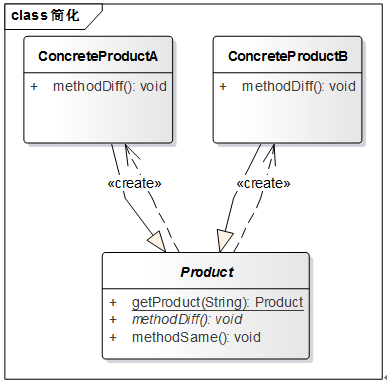 class 简化
ConcreteProductA
+ methodDiff(): void
ConcreteProductB
+ methodDiff(): void
«create»
«create»
Product
+ getProduct(String): Product
+ methodDiff(): void
+ methodSame(): void